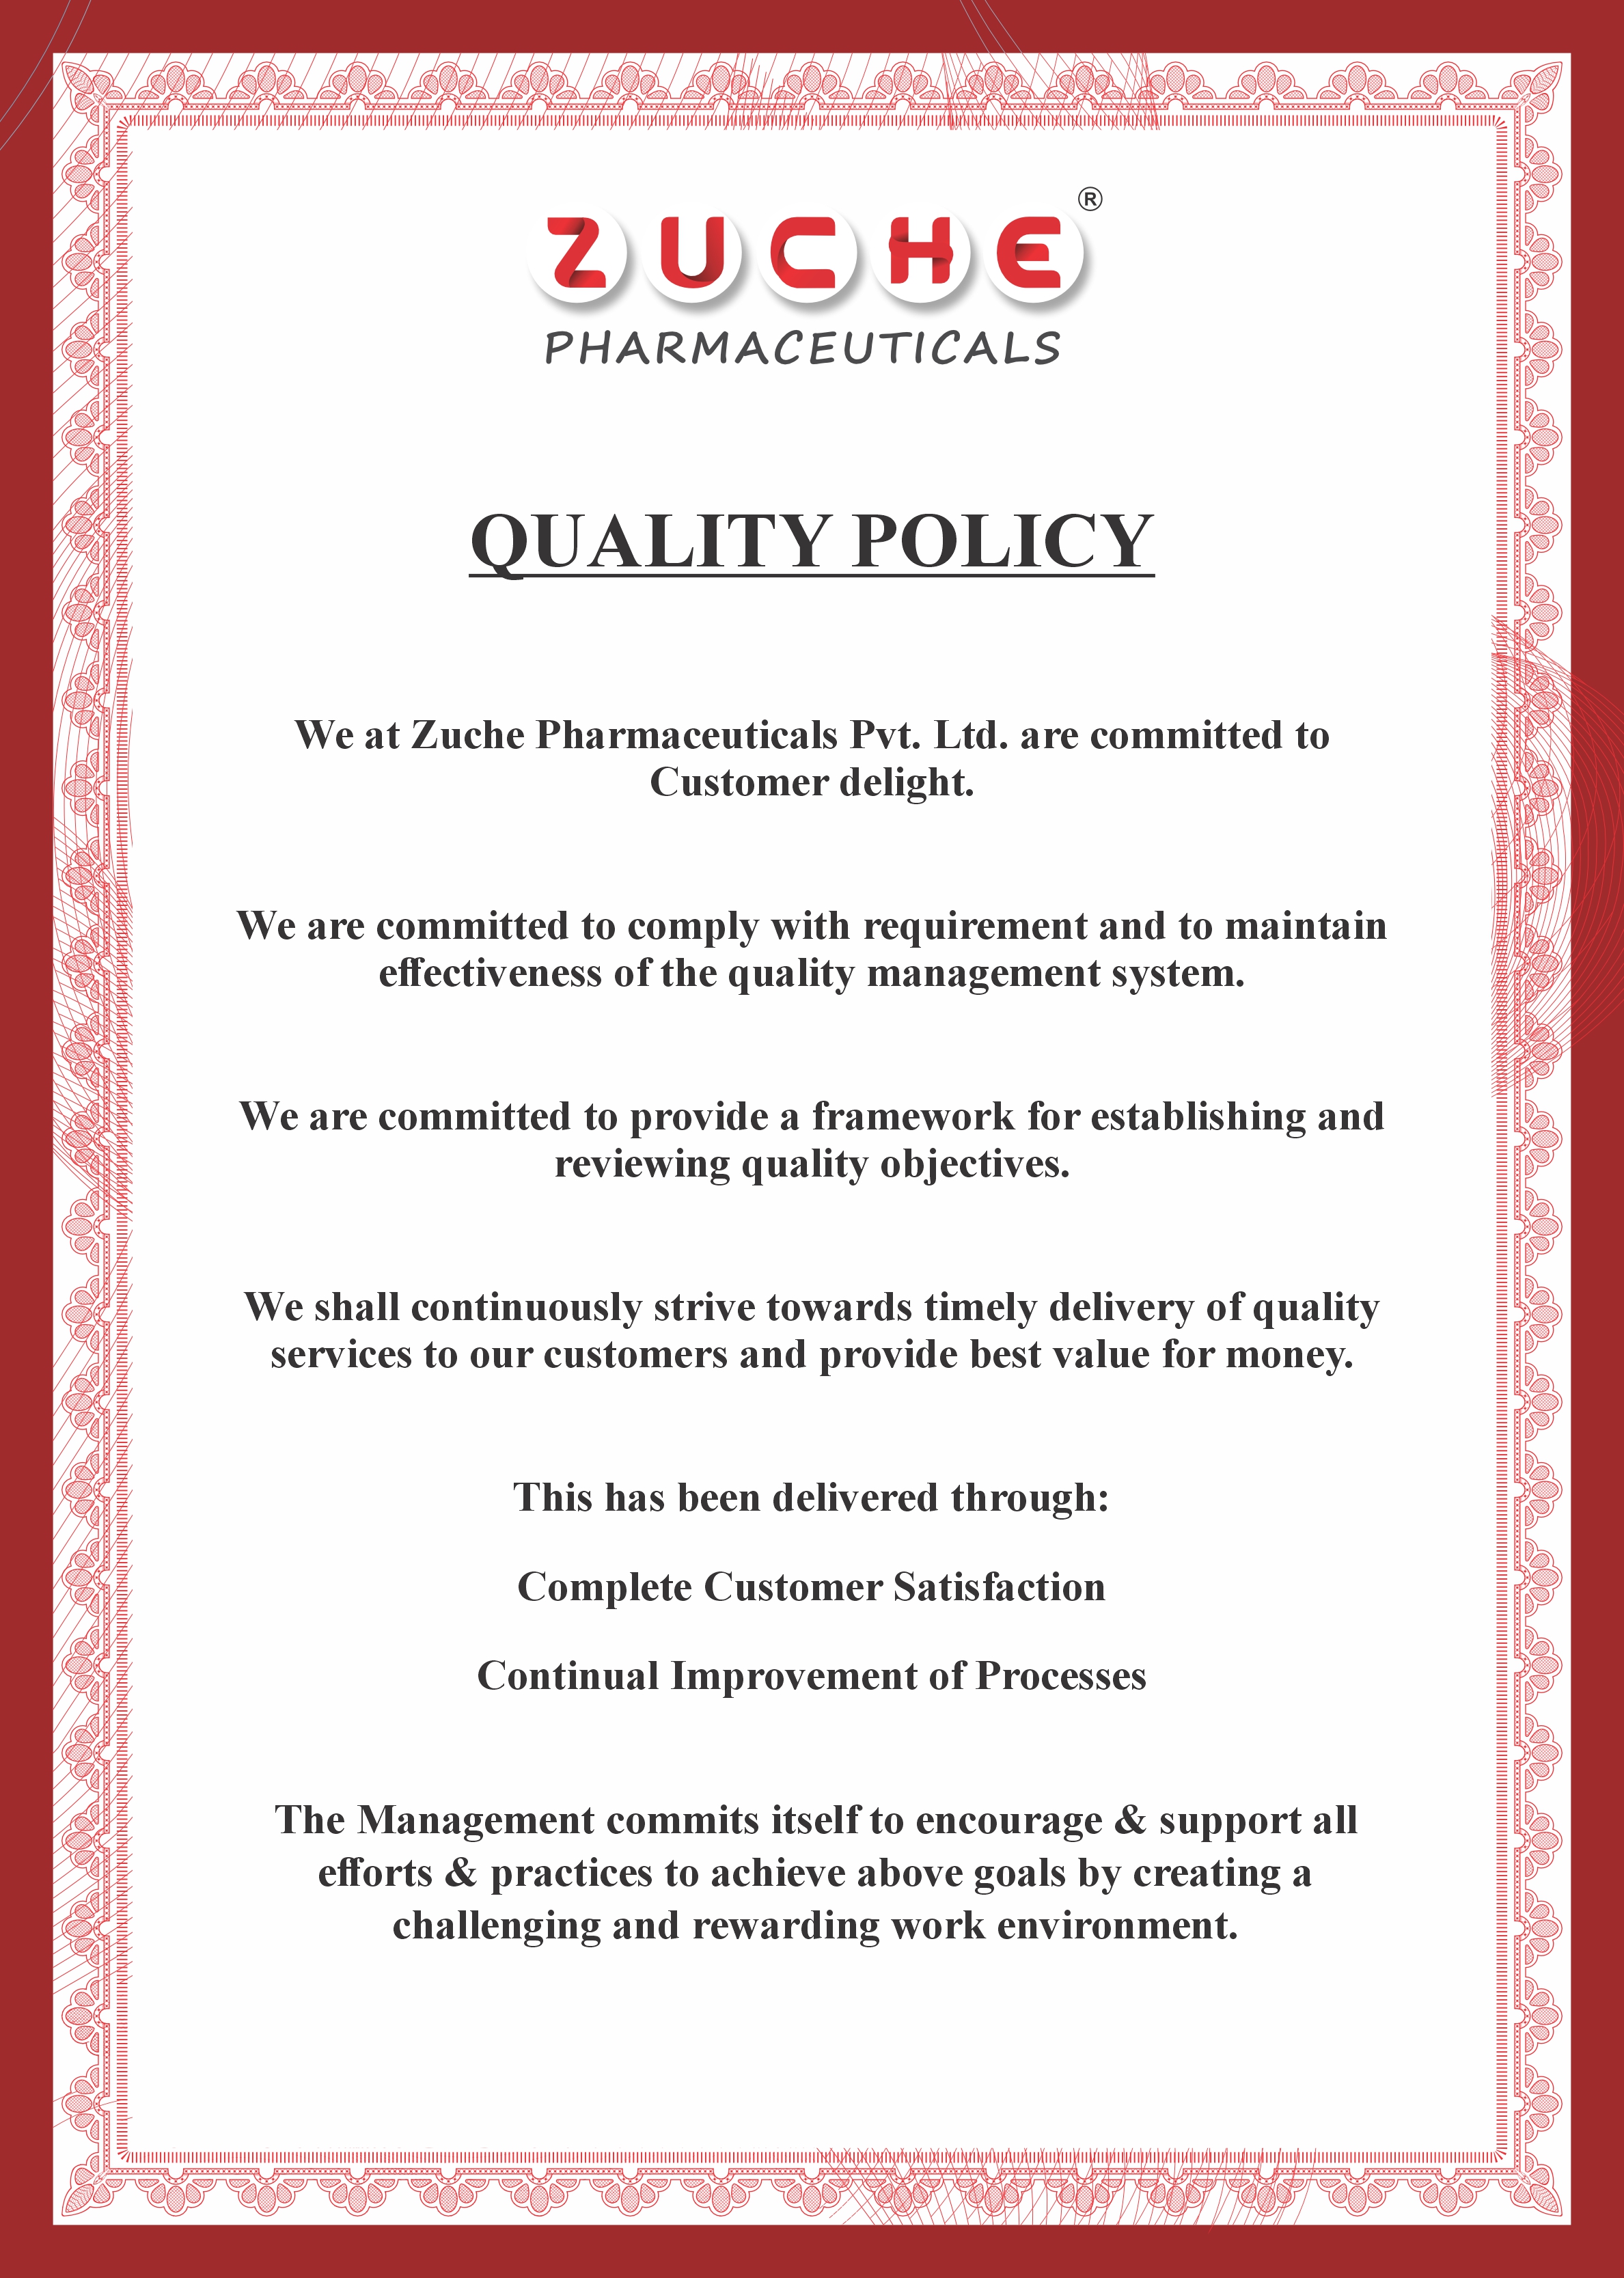 ZUCHE®
PHARMACEUTICALS
QUALITY POLICY
We at Zuche Pharmaceuticals Pvt. Ltd. are committed to
Customer delight.
We are committed to comply with requirement and to maintain
effectiveness of the quality management system.
We are committed to provide a framework for establishing and
reviewing quality objectives.
We shall continuously strive towards timely delivery of quality
services to our customers and provide best value for money.
This has been delivered through:
Complete Customer Satisfaction
Continual Improvement of Processes
The Management commits itself to encourage & support all
efforts & practices to achieve above goals by creating a
challenging and rewarding work environment.